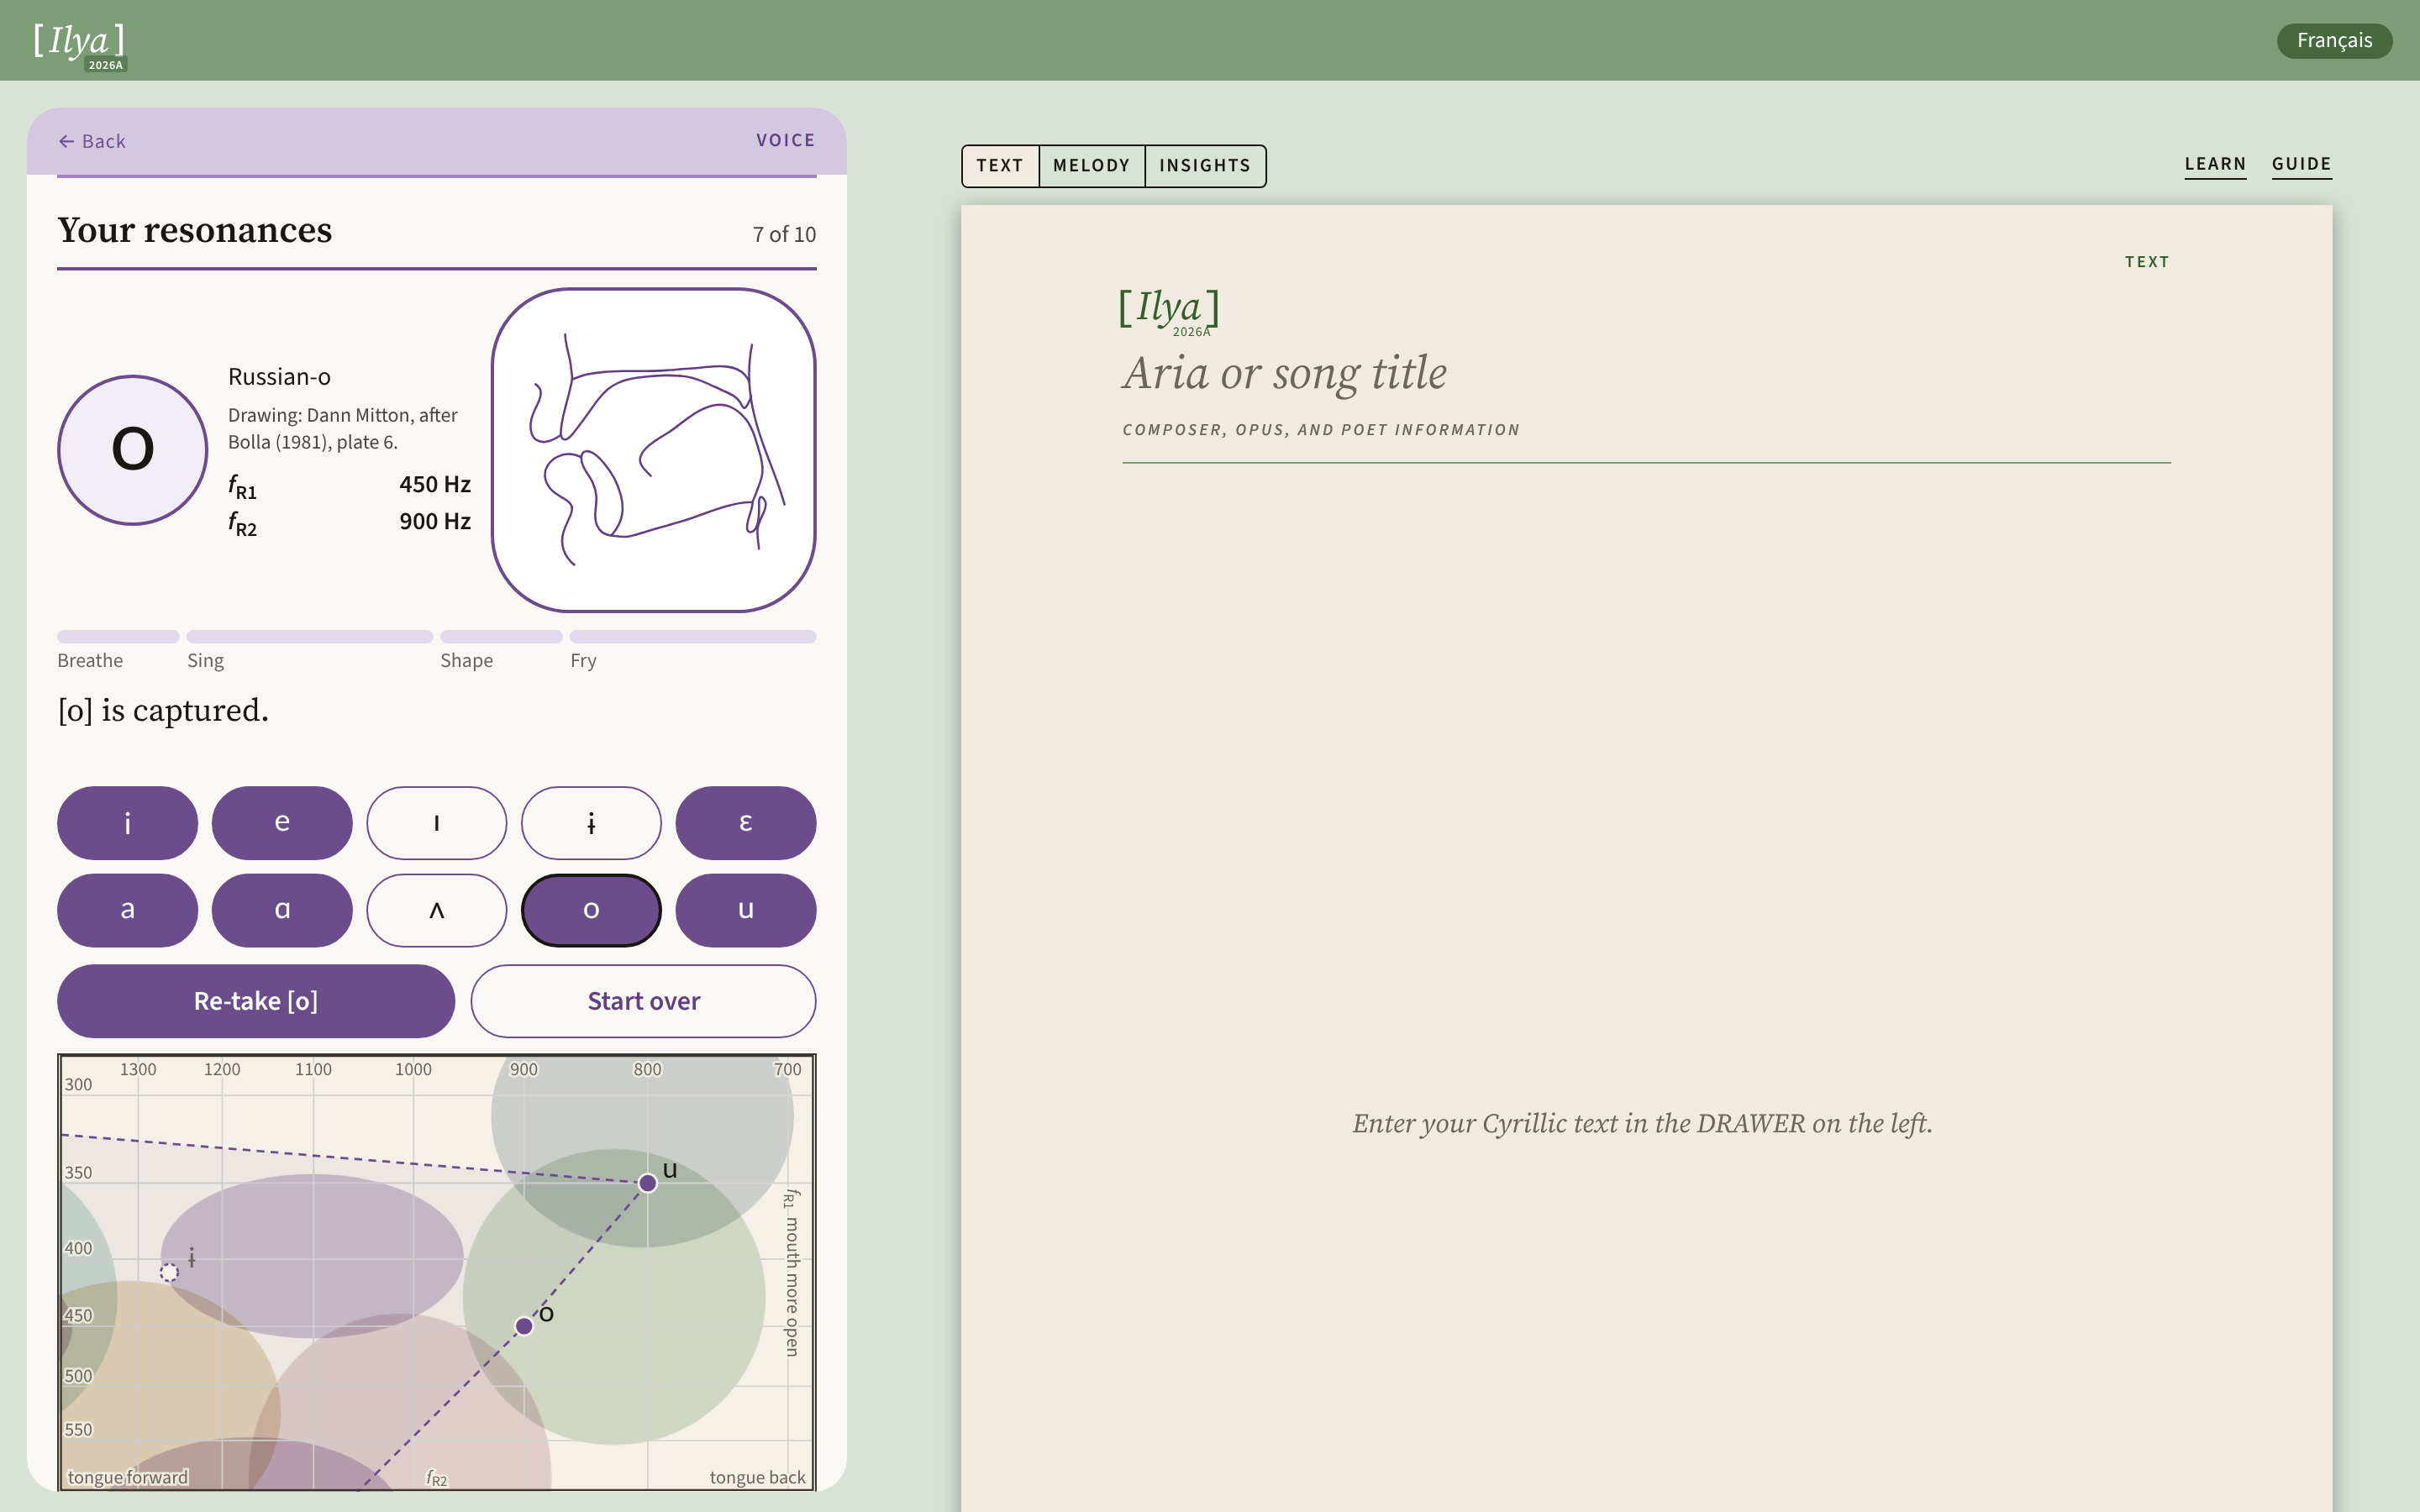 [Ilya]
2026A
Français
← Back
VOICE
Your resonances
7 of 10
o
Russian-o
Drawing: Dann Mitton, after
Bolla (1981), plate 6.
fR1 450 Hz
fR2 900 Hz
Breathe Sing Shape Fry
[o] is captured.
i e ɪ ɨ ɛ
a ɑ ʌ o u
Re-take [o] Start over
1300 1200 1100 1000 900 800 700
300
350
400
450
500
550
u
ɨ
o
fR1 mouth more open
tongue forward fR2 tongue back
TEXT MELODY INSIGHTS
LEARN GUIDE
TEXT
[Ilya]
2026A
Aria or song title
COMPOSER, OPUS, AND POET INFORMATION
Enter your Cyrillic text in the DRAWER on the left.